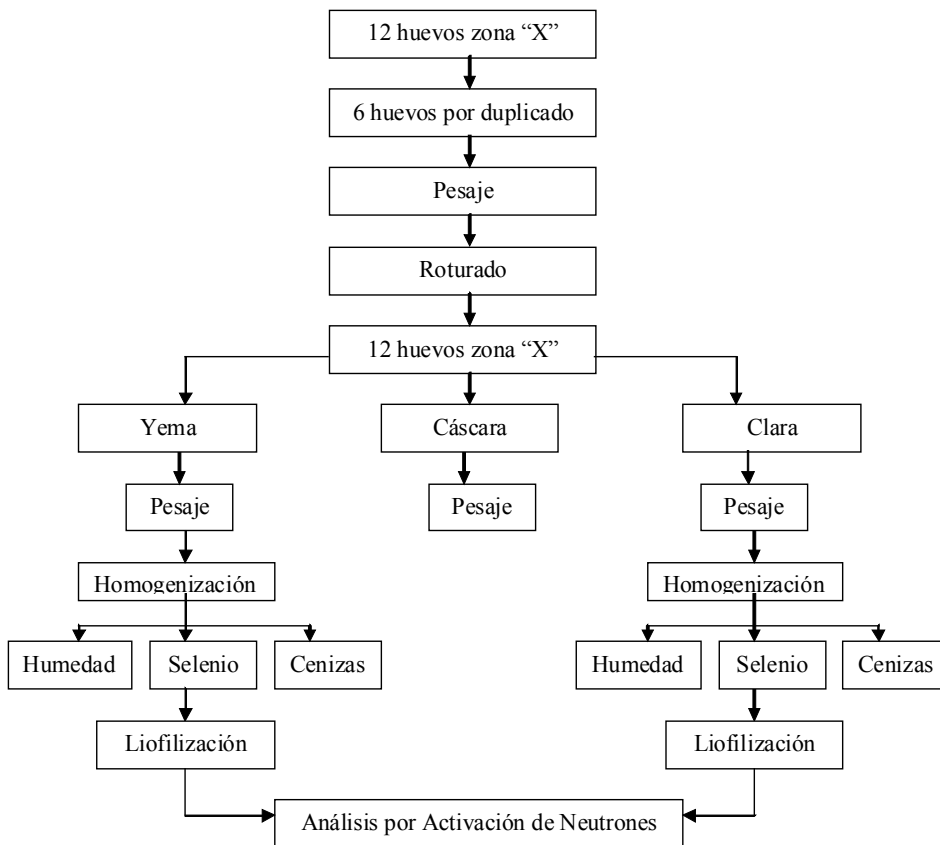 12 huevos zona “X”
6 huevos por duplicado
Pesaje
Roturado
12 huevos zona “X”
Yema
Cáscara
Clara
Pesaje
Pesaje
Pesaje
Homogenización
Homogenización
Humedad
Selenio
Cenizas
Humedad
Selenio
Cenizas
Liofilización
Liofilización
Análisis por Activación de Neutrones